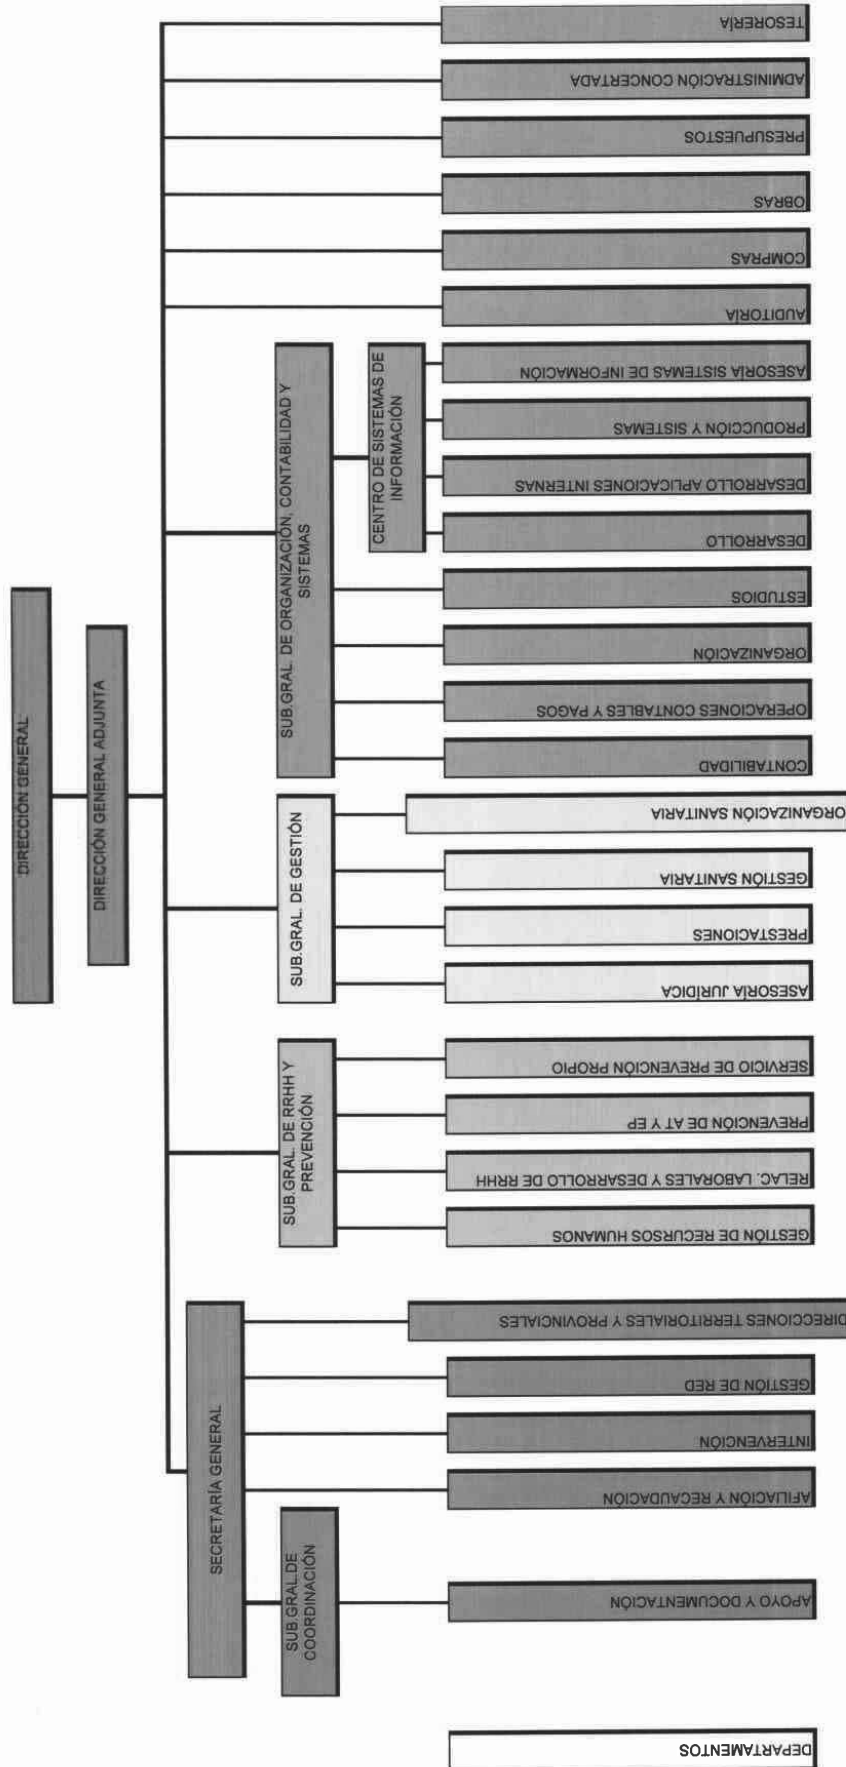 DIRECCIÓN GENERAL
DIRECCIÓN GENERAL ADJUNTA
SECRETARÍA GENERAL
SUB.GRAL. DE RRHH Y
PREVENCIÓN
SUB.GRAL. DE GESTIÓN
SUB.GRAL. DE ORGANIZACIÓN, CONTABILIDAD Y
SISTEMAS
SUB.GRAL.DE
COORDINACIÓN
CENTRO DE SISTEMAS DE
INFORMACIÓN
DEPARTAMENTOS
APOYO Y DOCUMENTACIÓN
AFILIACIÓN Y RECAUDACIÓN
INTERVENCIÓN
GESTIÓN DE RED
DIRECCIONES TERRITORIALES Y PROVINCIALES
GESTIÓN DE RECURSOS HUMANOS
RELAC. LABORALES Y DESARROLLO DE RRHH
PREVENCIÓN DE AT Y EP
SERVICIO DE PREVENCIÓN PROPIO
ASESORÍA JURÍDICA
PRESTACIONES
GESTIÓN SANITARIA
ORGANIZACIÓN SANITARIA
CONTABILIDAD
OPERACIONES CONTABLES Y PAGOS
ORGANIZACIÓN
ESTUDIOS
DESARROLLO
DESARROLLO APLICACIONES INTERNAS
PRODUCCIÓN Y SISTEMAS
ASESORÍA SISTEMAS DE INFORMACIÓN
AUDITORÍA
COMPRAS
OBRAS
PRESUPUESTOS
ADMINISTRACIÓN CONCERTADA
TESORERÍA